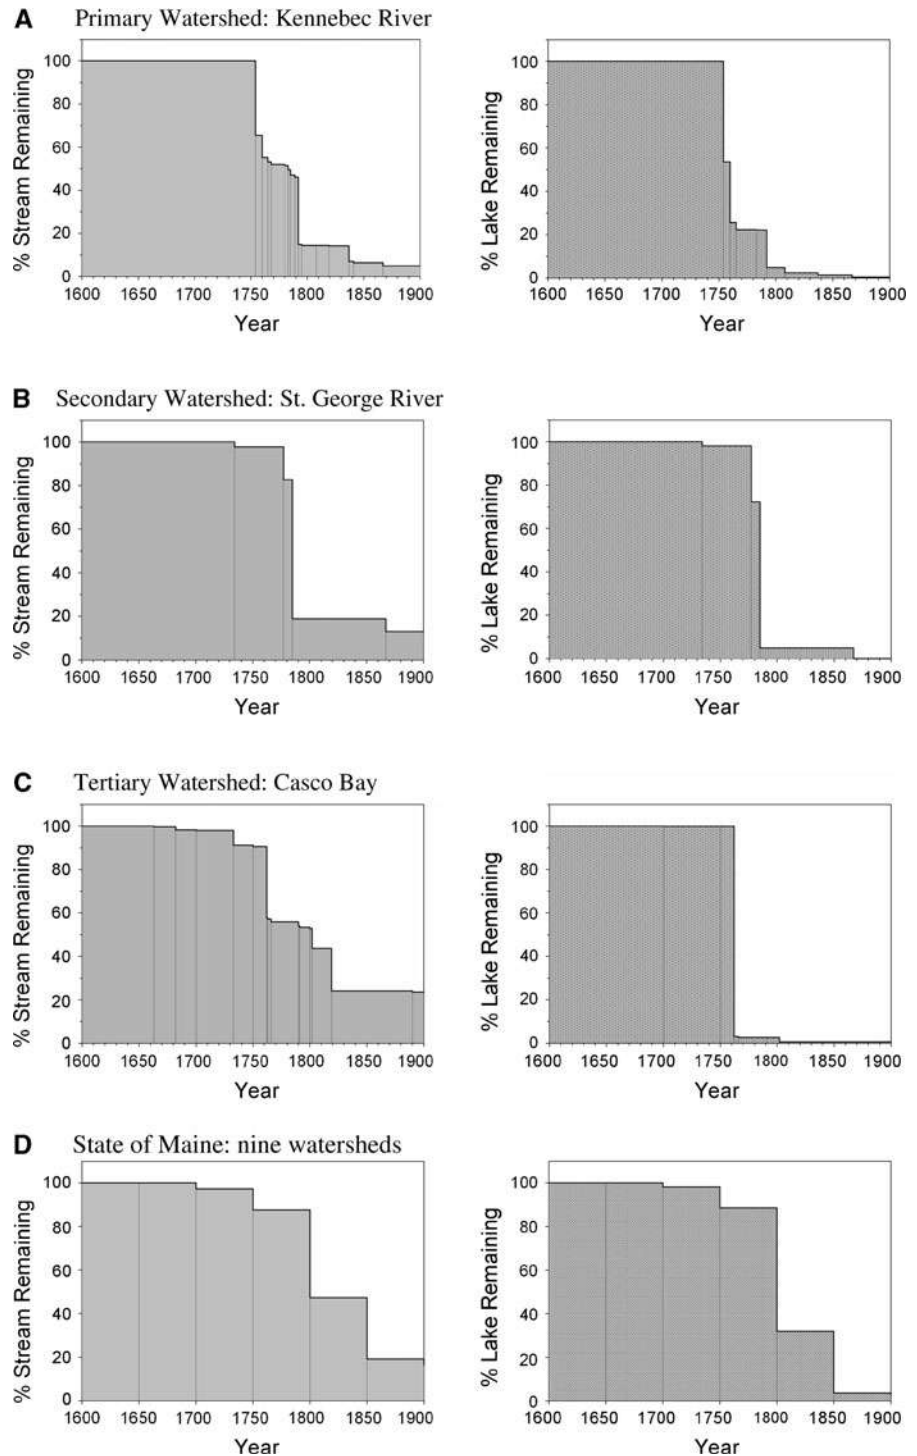 A Primary Watershed: Kennebec River
% Stream Remaining
100
80
60
40
20
0
1600 1650 1700 1750 1800 1850 1900
Year
% Lake Remaining
100
80
60
40
20
0
1600 1650 1700 1750 1800 1850 1900
Year
B Secondary Watershed: St. George River
% Stream Remaining
100
80
60
40
20
0
1600 1650 1700 1750 1800 1850 1900
Year
% Lake Remaining
100
80
60
40
20
0
1600 1650 1700 1750 1800 1850 1900
Year
C Tertiary Watershed: Casco Bay
% Stream Remaining
100
80
60
40
20
0
1600 1650 1700 1750 1800 1850 1900
Year
% Lake Remaining
100
80
60
40
20
0
1600 1650 1700 1750 1800 1850 1900
Year
D State of Maine: nine watersheds
% Stream Remaining
100
80
60
40
20
0
1600 1650 1700 1750 1800 1850 1900
Year
% Lake Remaining
100
80
60
40
20
0
1600 1650 1700 1750 1800 1850 1900
Year